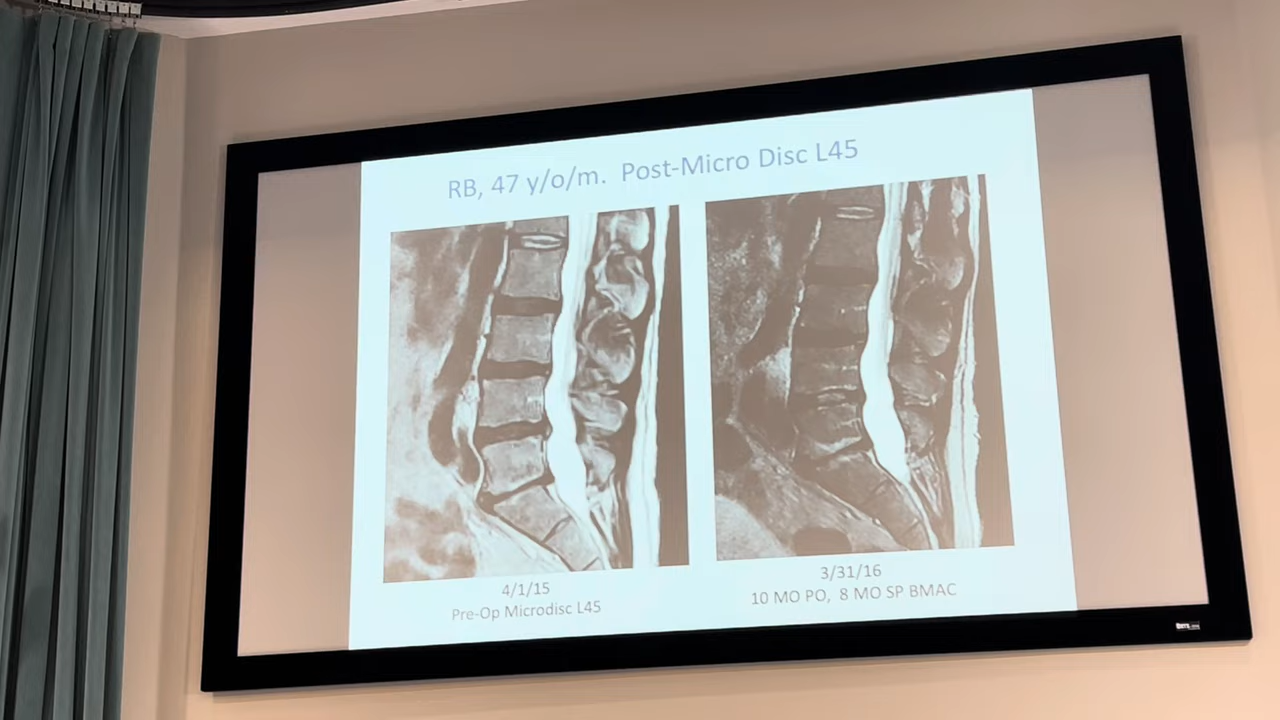 RB, 47 y/o/m. Post-Micro Disc L45
4/1/15
Pre-Op Microdisc L45
3/31/16
10 MO PO, 8 MO SP BMAC